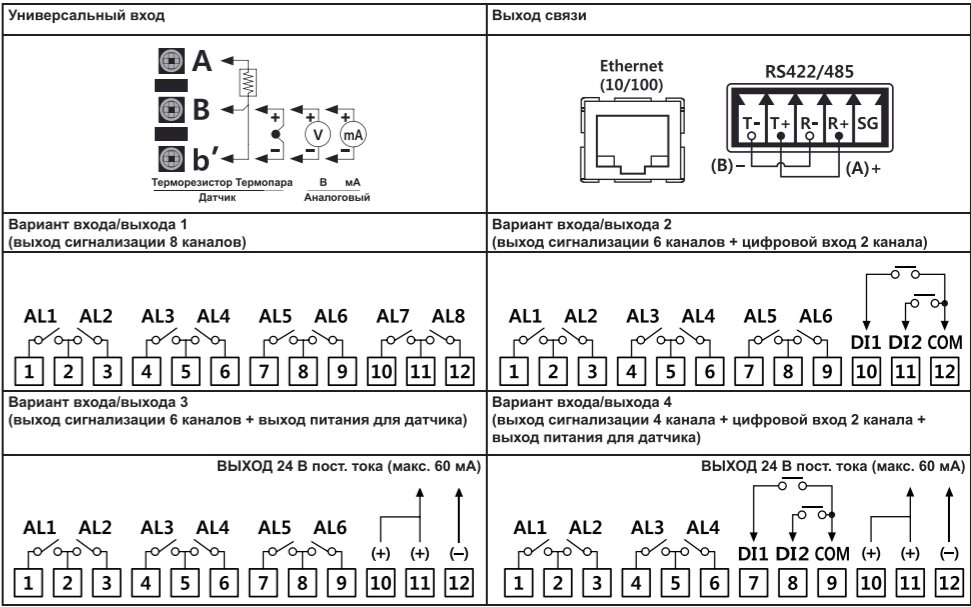 Универсальный вход
Выход связи
A
B
b′
+ + +
V mA
- - -
Терморезистор Термопара В мА
Датчик Аналоговый
Ethernet
(10/100)
RS422/485
T- T+ R- R+ SG
(B)− (A)+
Вариант входа/выхода 1
(выход сигнализации 8 каналов)
Вариант входа/выхода 2
(выход сигнализации 6 каналов + цифровой вход 2 канала)
AL1 AL2 AL3 AL4 AL5 AL6 AL7 AL8
1 2 3 4 5 6 7 8 9 10 11 12
AL1 AL2 AL3 AL4 AL5 AL6
DI1 DI2 COM
1 2 3 4 5 6 7 8 9 10 11 12
Вариант входа/выхода 3
(выход сигнализации 6 каналов + выход питания для датчика)
Вариант входа/выхода 4
(выход сигнализации 4 канала + цифровой вход 2 канала +
выход питания для датчика)
ВЫХОД 24 В пост. тока (макс. 60 мА)
AL1 AL2 AL3 AL4 AL5 AL6
(+) (+) (−)
1 2 3 4 5 6 7 8 9 10 11 12
ВЫХОД 24 В пост. тока (макс. 60 мА)
AL1 AL2 AL3 AL4
DI1 DI2 COM (+) (+) (−)
1 2 3 4 5 6 7 8 9 10 11 12